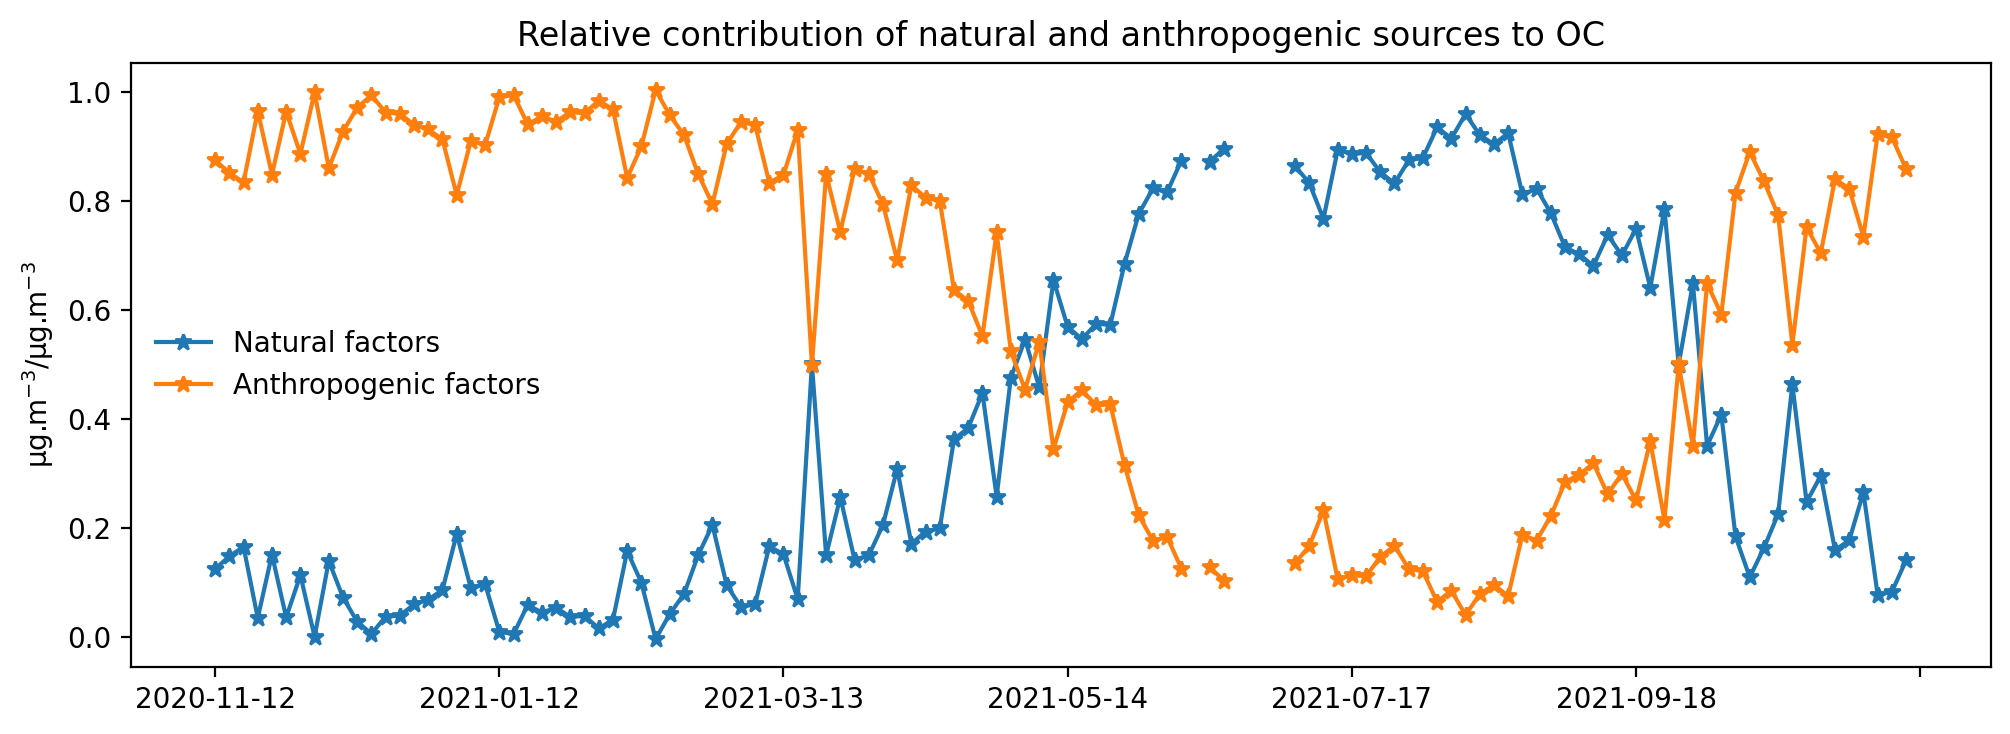 Relative contribution of natural and anthropogenic sources to OC
1.0
0.8
0.6
0.4
0.2
0.0
µg.m⁻³/µg.m⁻³
Natural factors
Anthropogenic factors
2020-11-12 2021-01-12 2021-03-13 2021-05-14 2021-07-17 2021-09-18